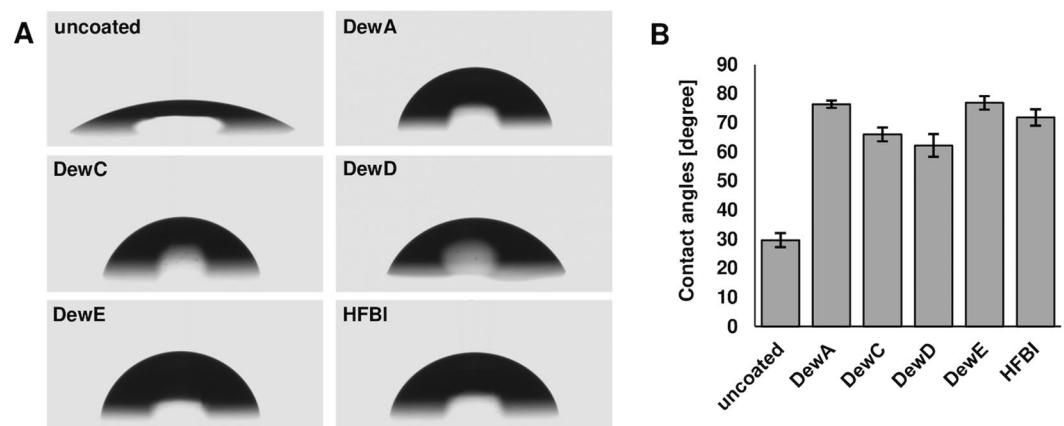 A
uncoated
DewA
DewC
DewD
DewE
HFBI
B
Contact angles [degree]
90
80
70
60
50
40
30
20
10
0
uncoated
DewA
DewC
DewD
DewE
HFBI